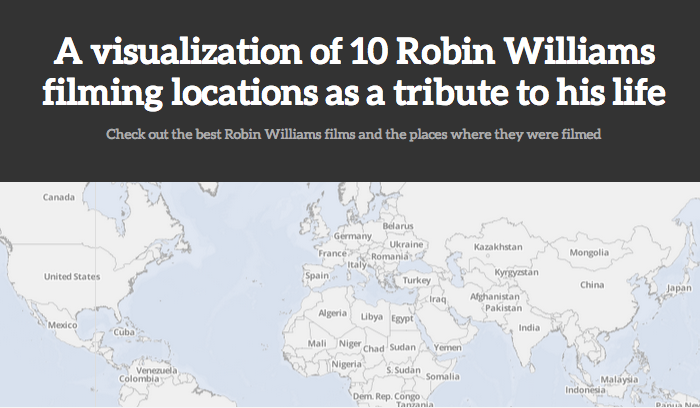 A visualization of 10 Robin Williams
filming locations as a tribute to his life
Check out the best Robin Williams films and the places where they were filmed
Canada
Belarus
Germany
Ukraine
Kazakhstan
Mongolia
France
Italy
Romania
United States
Spain
Turkey
Kyrgyzstan
China
Japan
Iraq
Afghanistan
Pakistan
Algeria
Libya
Egypt
Mexico
Cuba
India
Mali
Niger
Chad
Sudan
Yemen
Nigeria
S. Sudan
Somalia
Venezuela
Colombia
Malaysia
Indonesia
Dem. Rep. Congo
Tanzania
Papua New